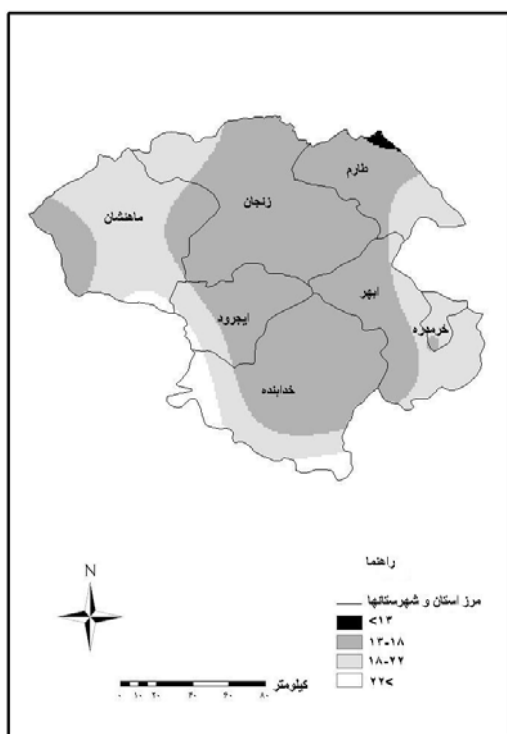 طارم
زنجان
ماهنشان
ابهر
خرمدره
ایجرود
خدابنده
راهنما
مرز استان و شهرستانها
<۱۳
۱۳-۱۸
۱۸-۲۲
۲۲>
N
کیلومتر
۰ ۱۰ ۲۰ ۴۰ ۶۰ ۸۰